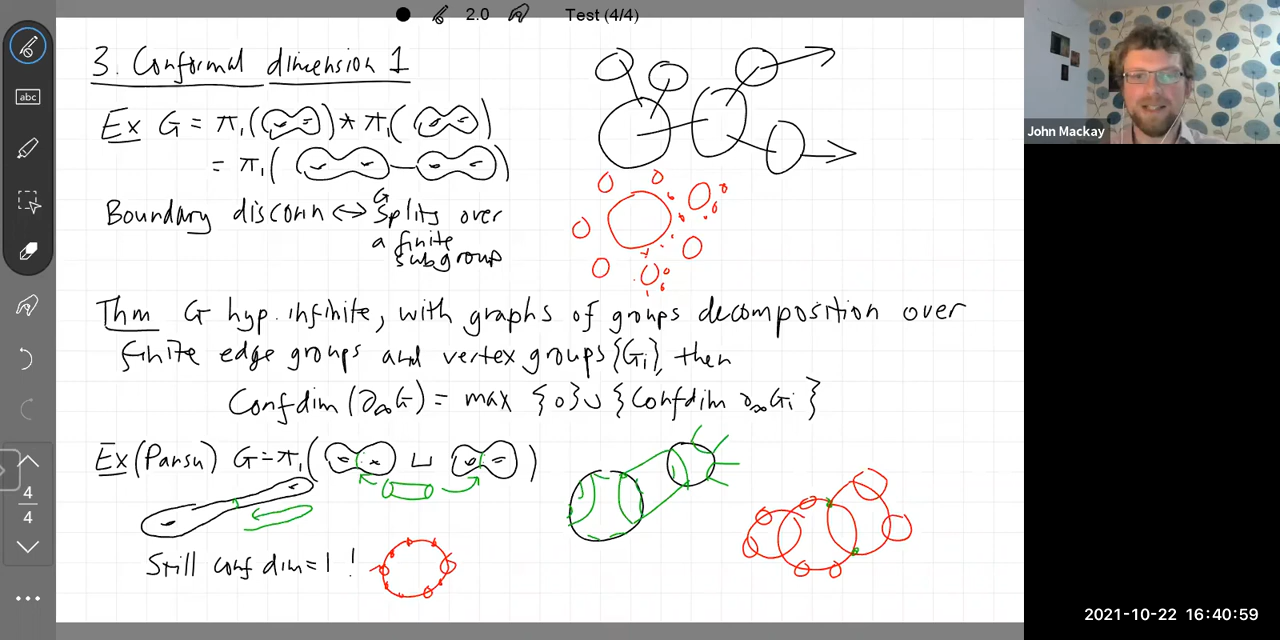 2.0 Test (4/4)
abc
3. Conformal dimension 1
Ex G = π₁( ) * π₁( )
= π₁( )
Boundary disconn ↔ G splits over
a finite
subgroup
Thm G hyp. infinite, with graphs of groups decomposition over
finite edge groups and vertex groups {Gi}, then
Confdim (∂∞G) = max {0} ∪ {Confdim ∂∞Gi}
Ex (Pansu) G = π₁( ⊔ )
Still conf dim = 1 !
4
4
John Mackay
2021-10-22 16:40:59